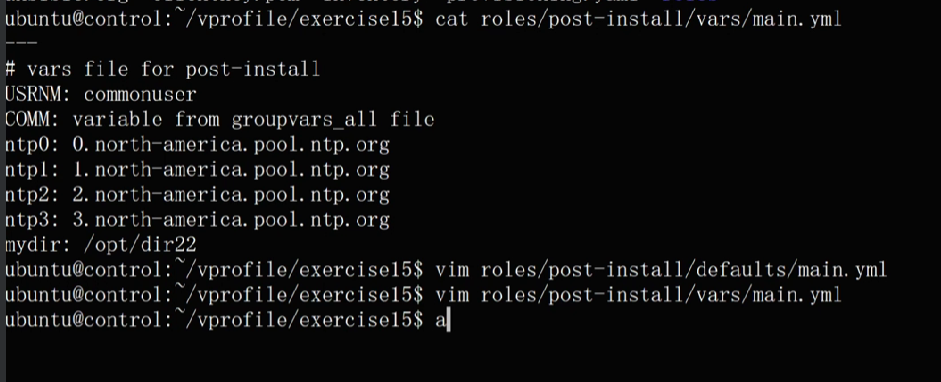 ubuntu@control:~/vprofile/exercise15$ cat roles/post-install/vars/main.yml
---
# vars file for post-install
USRNM: commonuser
COMM: variable from groupvars_all file
ntp0: 0.north-america.pool.ntp.org
ntp1: 1.north-america.pool.ntp.org
ntp2: 2.north-america.pool.ntp.org
ntp3: 3.north-america.pool.ntp.org
mydir: /opt/dir22
ubuntu@control:~/vprofile/exercise15$ vim roles/post-install/defaults/main.yml
ubuntu@control:~/vprofile/exercise15$ vim roles/post-install/vars/main.yml
ubuntu@control:~/vprofile/exercise15$ a